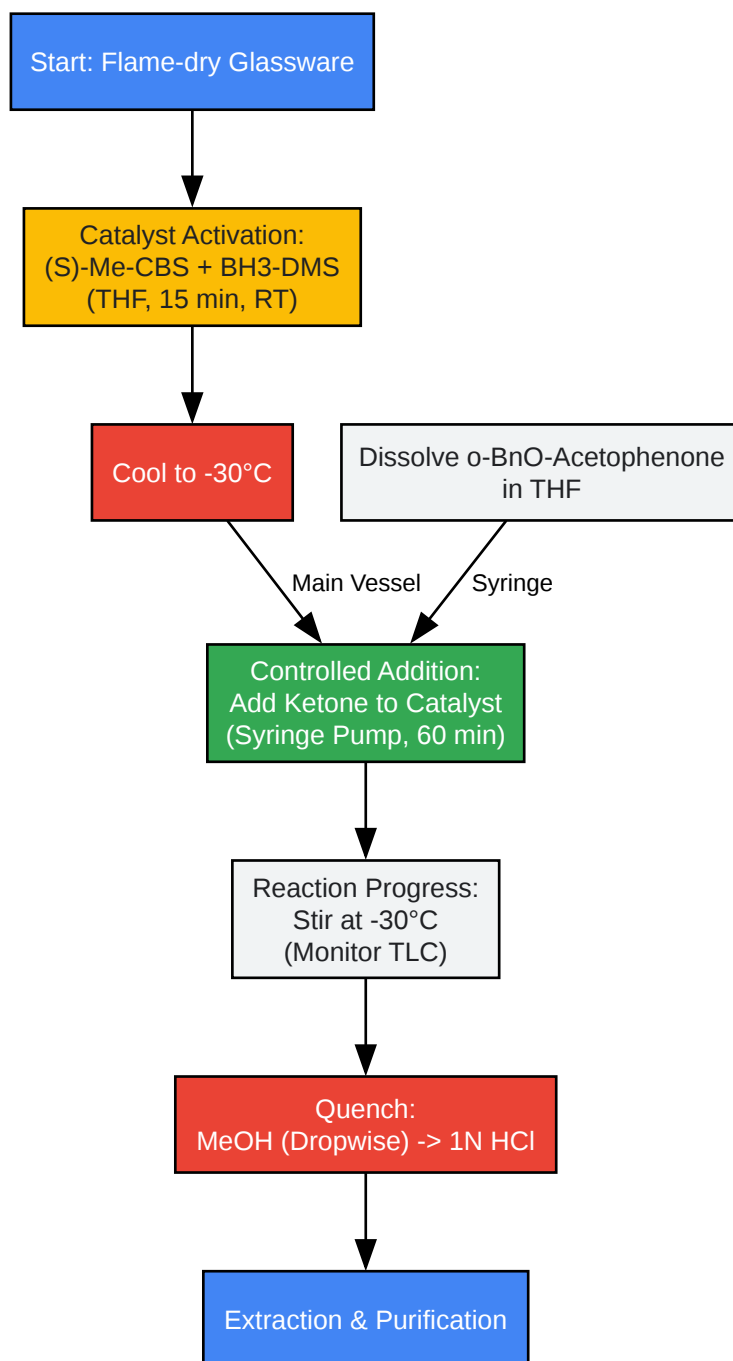 Start: Flame-dry Glassware
Catalyst Activation:
(S)-Me-CBS + BH3-DMS
(THF, 15 min, RT)
Cool to -30°C
Dissolve o-BnO-Acetophenone
in THF
Main Vessel
Syringe
Controlled Addition:
Add Ketone to Catalyst
(Syringe Pump, 60 min)
Reaction Progress:
Stir at -30°C
(Monitor TLC)
Quench:
MeOH (Dropwise) -> 1N HCl
Extraction & Purification